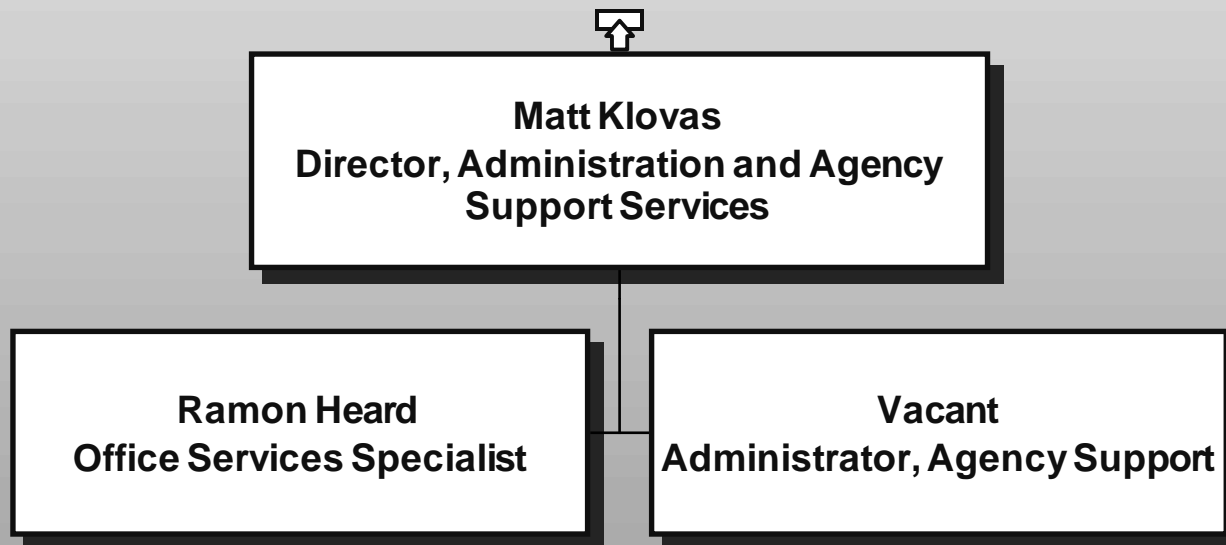 Matt Klovas
Director, Administration and Agency
Support Services
Ramon Heard
Office Services Specialist
Vacant
Administrator, Agency Support